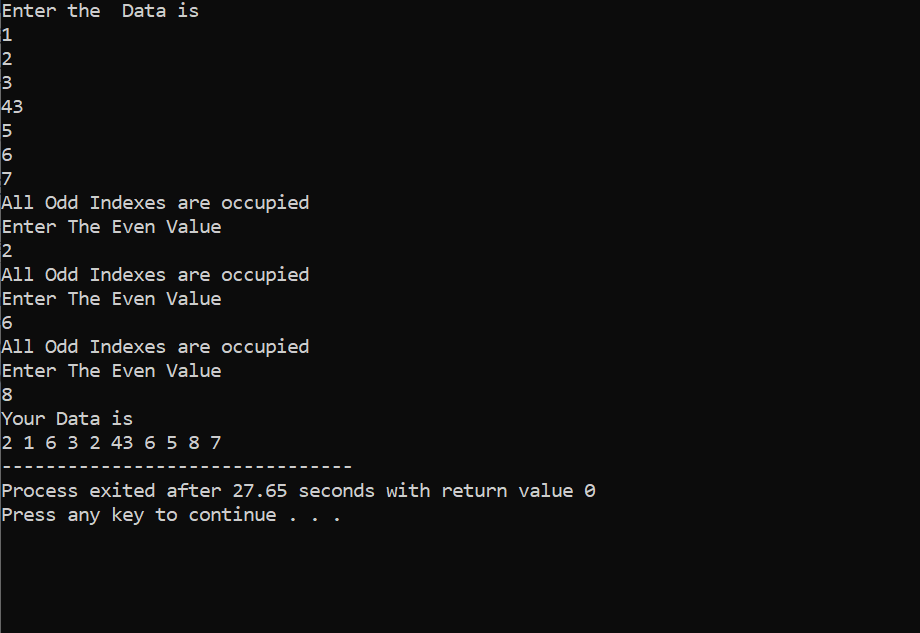 Enter the  Data is
1
2
3
43
5
6
7
All Odd Indexes are occupied
Enter The Even Value
2
All Odd Indexes are occupied
Enter The Even Value
6
All Odd Indexes are occupied
Enter The Even Value
8
Your Data is
2 1 6 3 2 43 6 5 8 7
--------------------------------
Process exited after 27.65 seconds with return value 0
Press any key to continue . . .